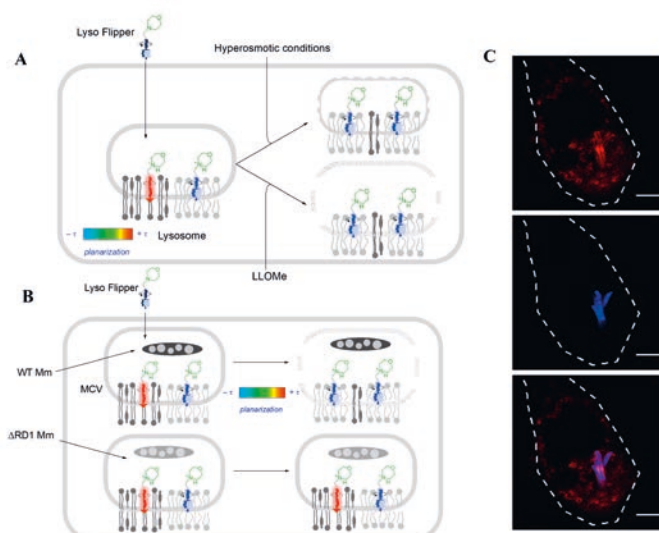 Lyso Flipper
A
Hyperosmotic conditions
C
− τ
+ τ
planarization
Lysosome
LLOMe
Lyso Flipper
B
WT Mm
MCV
− τ
+ τ
planarization
ΔRD1 Mm